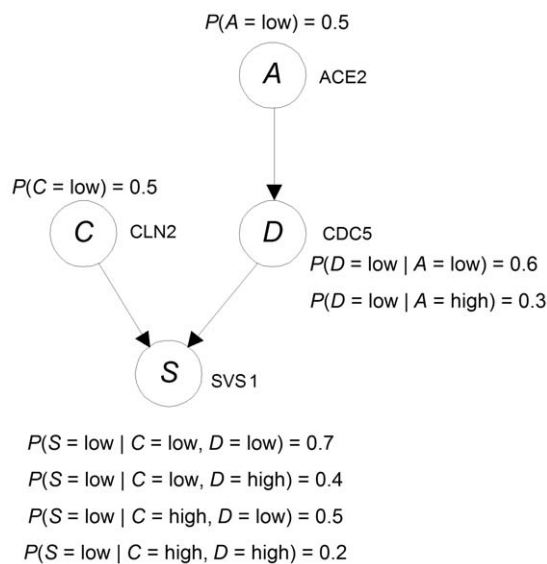 P(A = low) = 0.5
A ACE2
P(C = low) = 0.5
C CLN2
D CDC5
P(D = low | A = low) = 0.6
P(D = low | A = high) = 0.3
S SVS1
P(S = low | C = low, D = low) = 0.7
P(S = low | C = low, D = high) = 0.4
P(S = low | C = high, D = low) = 0.5
P(S = low | C = high, D = high) = 0.2